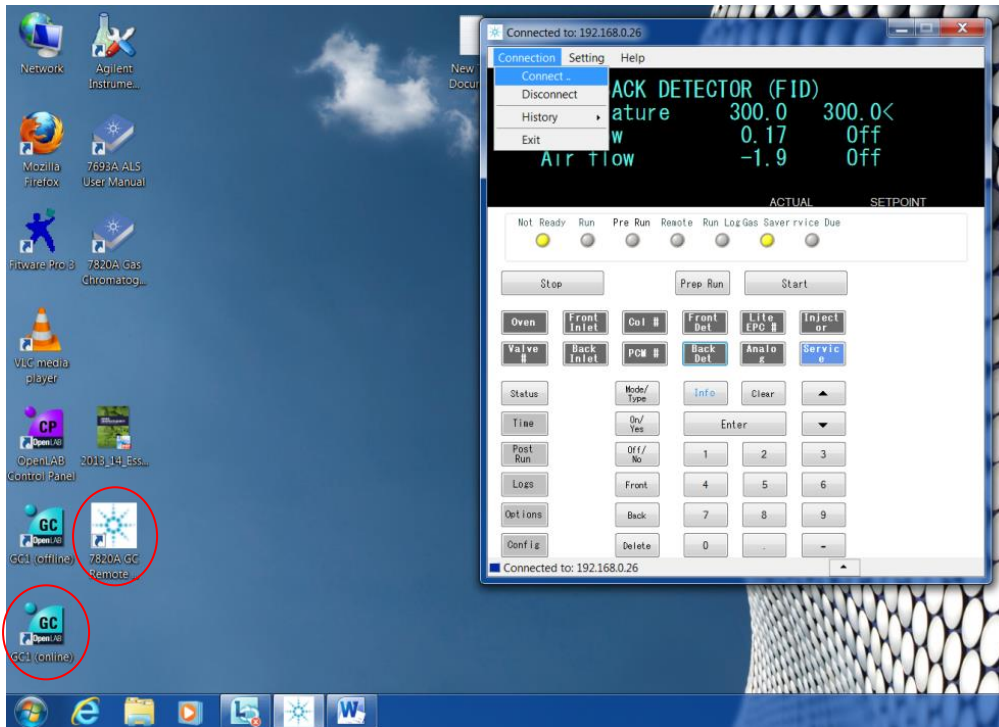 Network
Agilent
Instrume...
Mozilla
Firefox
7693A ALS
User Manual
Fitware Pro 3
7820A Gas
Chromatog...
VLC media
player
CP
OpenLAB
OpenLAB
Control Panel
2013_14_Ess...
GC
OpenLAB
GC1 (offline)
7820A GC
Remote ...
GC
OpenLAB
GC1 (online)
New T
Docum
Connected to: 192.168.0.26
Connection Setting Help
Connect ..
Disconnect
History
Exit
ACK DETECTOR (FID)
ature 300.0 300.0<
w 0.17 Off
Air flow -1.9 Off
ACTUAL SETPOINT
Not Ready Run Pre Run Remote Run Log Gas Saver rvice Due
Stop Prep Run Start
Oven Front Inlet Col # Front Det Lite EPC # Inject or
Valve # Back Inlet PCM # Back Det Analo g Servic e
Status Mode/ Type Info Clear ▲
Time On/ Yes Enter ▼
Post Run Off/ No 1 2 3
Logs Front 4 5 6
Options Back 7 8 9
Config Delete 0 . -
Connected to: 192.168.0.26